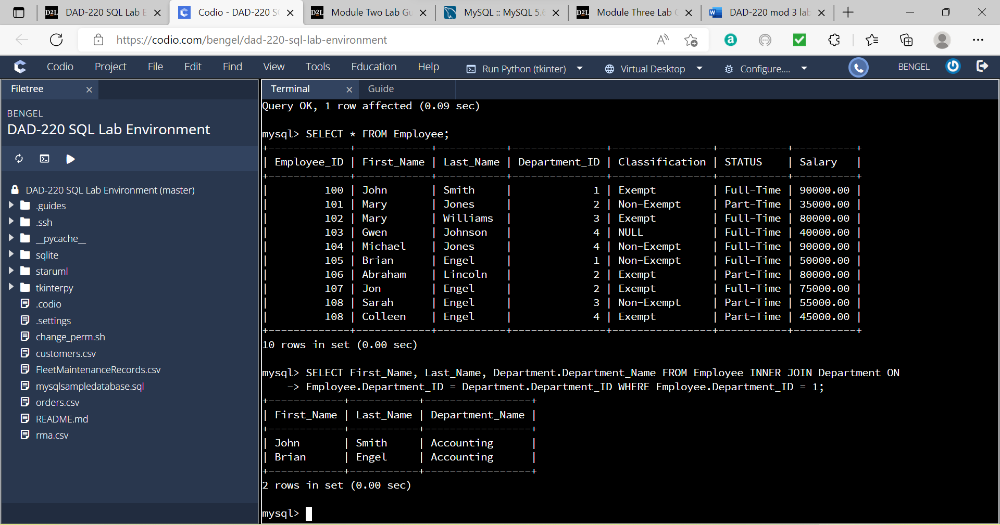 DAD-220 SQL Lab E
Codio - DAD-220 S
Module Two Lab Gu
MySQL :: MySQL 5.6
Module Three Lab G
DAD-220 mod 3 lab
https://codio.com/bengel/dad-220-sql-lab-environment
Codio Project File Edit Find View Tools Education Help Run Python (tkinter) Virtual Desktop Configure.... BENGEL
Filetree
Terminal
Guide
BENGEL
DAD-220 SQL Lab Environment
DAD-220 SQL Lab Environment (master)
.guides
.ssh
__pycache__
sqlite
staruml
tkinterpy
.codio
.settings
change_perm.sh
customers.csv
FleetMaintenanceRecords.csv
mysqlsampledatabase.sql
orders.csv
README.md
rma.csv
Query OK, 1 row affected (0.09 sec)
mysql> SELECT * FROM Employee;
+-------------+------------+-----------+---------------+----------------+-----------+----------+
| Employee_ID | First_Name | Last_Name | Department_ID | Classification | STATUS    | Salary   |
+-------------+------------+-----------+---------------+----------------+-----------+----------+
|         100 | John       | Smith     |             1 | Exempt         | Full-Time | 90000.00 |
|         101 | Mary       | Jones     |             2 | Non-Exempt     | Part-Time | 35000.00 |
|         102 | Mary       | Williams  |             3 | Exempt         | Full-Time | 80000.00 |
|         103 | Gwen       | Johnson   |             4 | NULL           | Full-Time | 40000.00 |
|         104 | Michael    | Jones     |             4 | Non-Exempt     | Full-Time | 90000.00 |
|         105 | Brian      | Engel     |             1 | Non-Exempt     | Full-Time | 50000.00 |
|         106 | Abraham    | Lincoln   |             2 | Exempt         | Part-Time | 80000.00 |
|         107 | Jon        | Engel     |             2 | Exempt         | Full-Time | 75000.00 |
|         108 | Sarah      | Engel     |             3 | Non-Exempt     | Part-Time | 55000.00 |
|         108 | Colleen    | Engel     |             4 | Exempt         | Part-Time | 45000.00 |
+-------------+------------+-----------+---------------+----------------+-----------+----------+
10 rows in set (0.00 sec)
mysql> SELECT First_Name, Last_Name, Department.Department_Name FROM Employee INNER JOIN Department ON
    -> Employee.Department_ID = Department.Department_ID WHERE Employee.Department_ID = 1;
+------------+-----------+-----------------+
| First_Name | Last_Name | Department_Name |
+------------+-----------+-----------------+
| John       | Smith     | Accounting      |
| Brian      | Engel     | Accounting      |
+------------+-----------+-----------------+
2 rows in set (0.00 sec)
mysql>